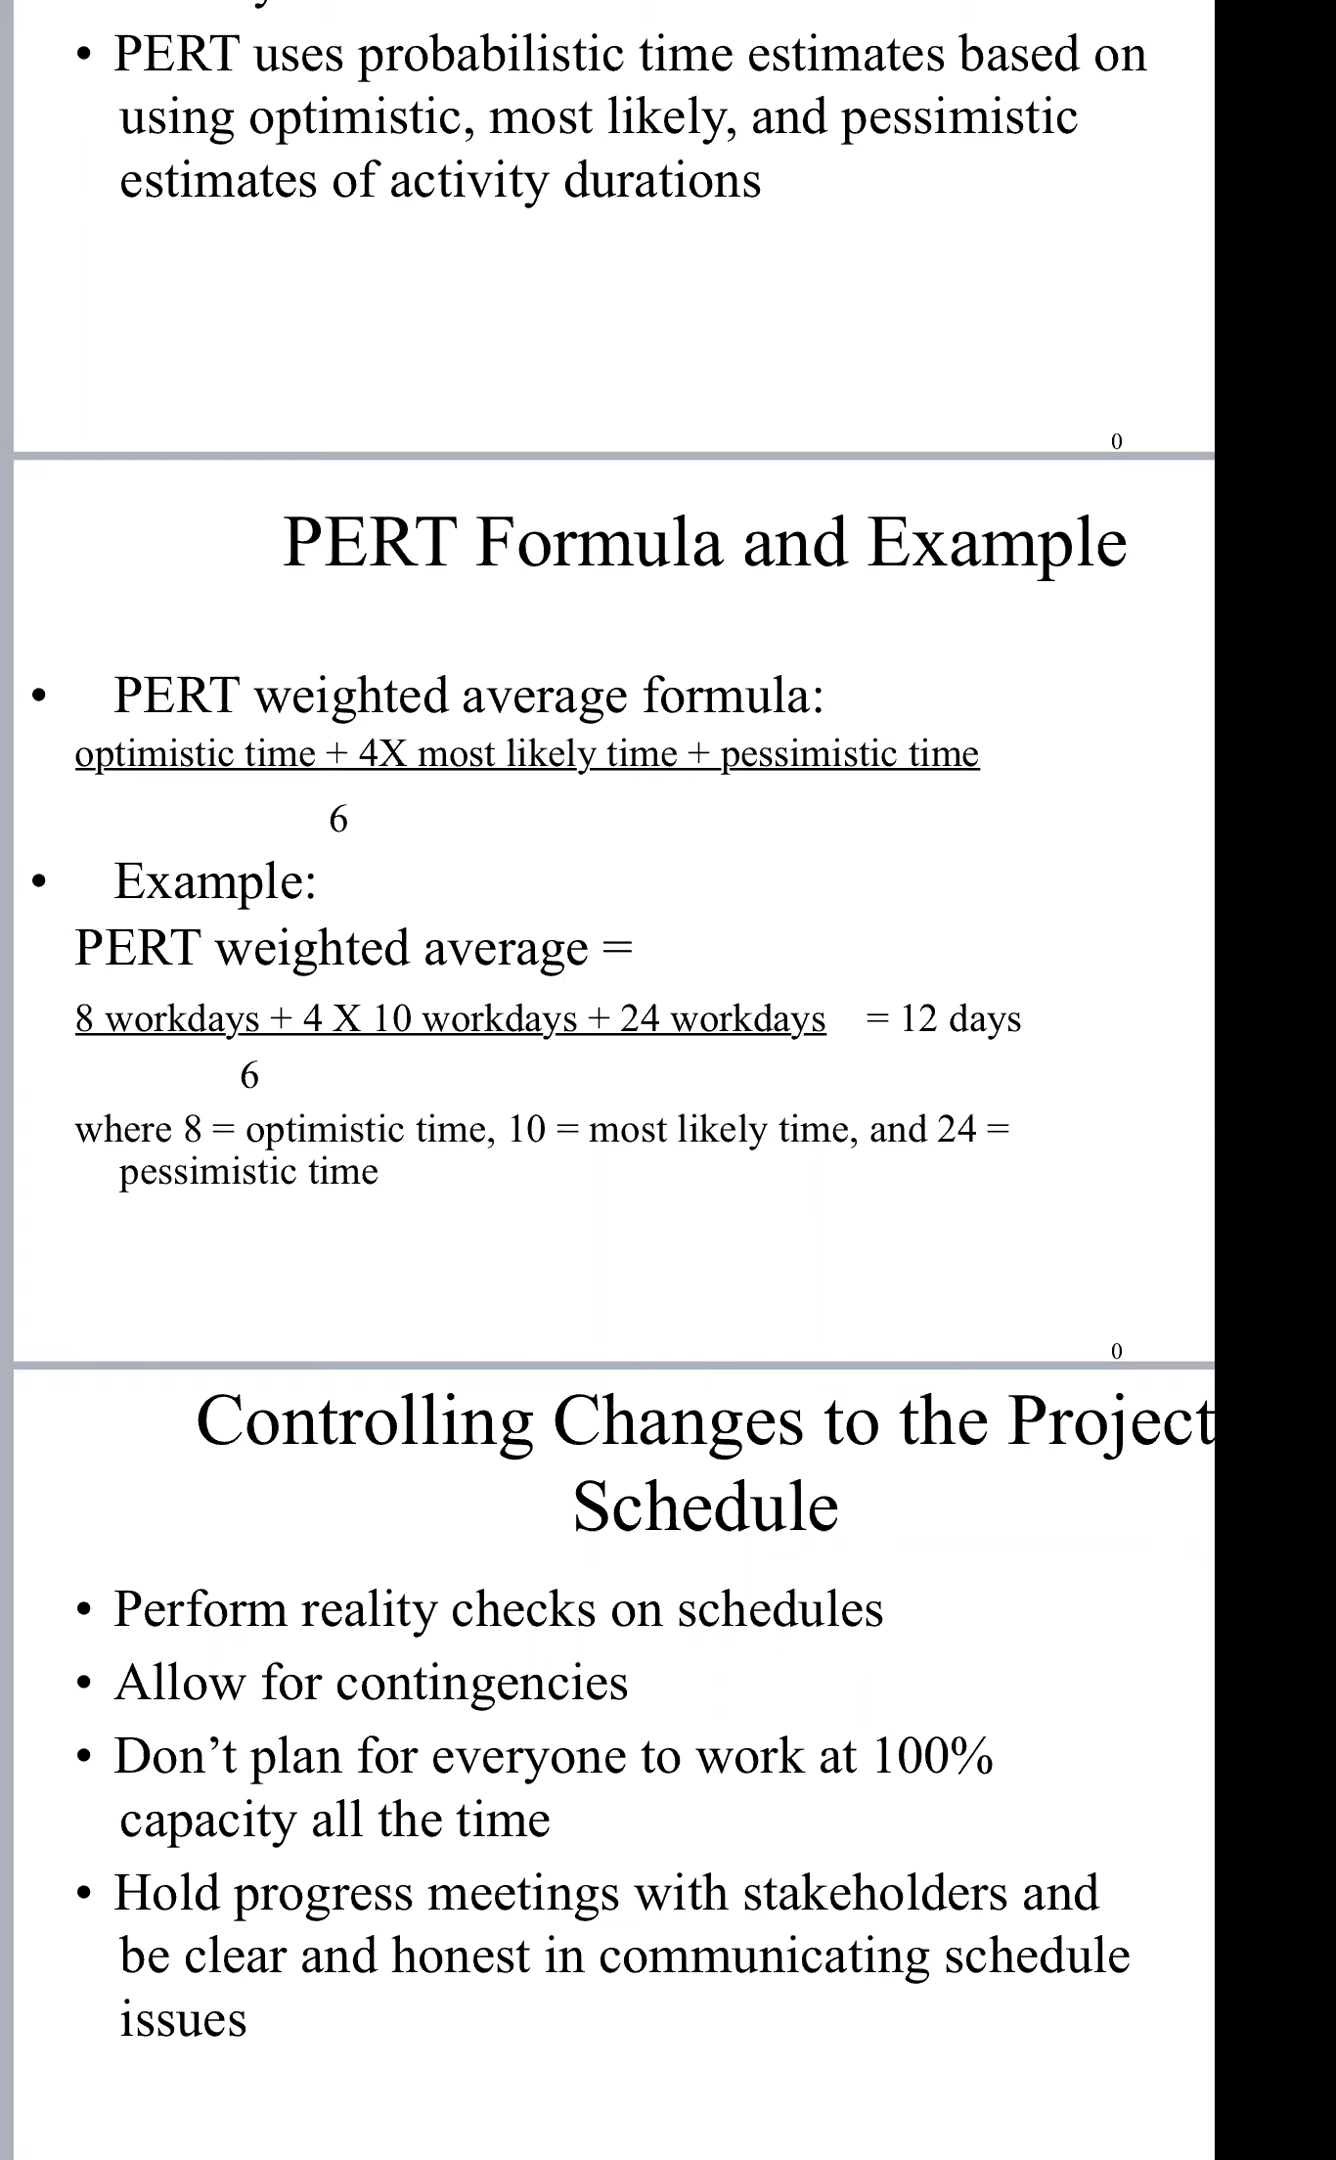 • PERT uses probabilistic time estimates based on
using optimistic, most likely, and pessimistic
estimates of activity durations
0
PERT Formula and Example
• PERT weighted average formula:
optimistic time + 4X most likely time + pessimistic time
6
• Example:
PERT weighted average =
8 workdays + 4 X 10 workdays + 24 workdays = 12 days
6
where 8 = optimistic time, 10 = most likely time, and 24 =
pessimistic time
0
Controlling Changes to the Project
Schedule
• Perform reality checks on schedules
• Allow for contingencies
• Don’t plan for everyone to work at 100%
capacity all the time
• Hold progress meetings with stakeholders and
be clear and honest in communicating schedule
issues